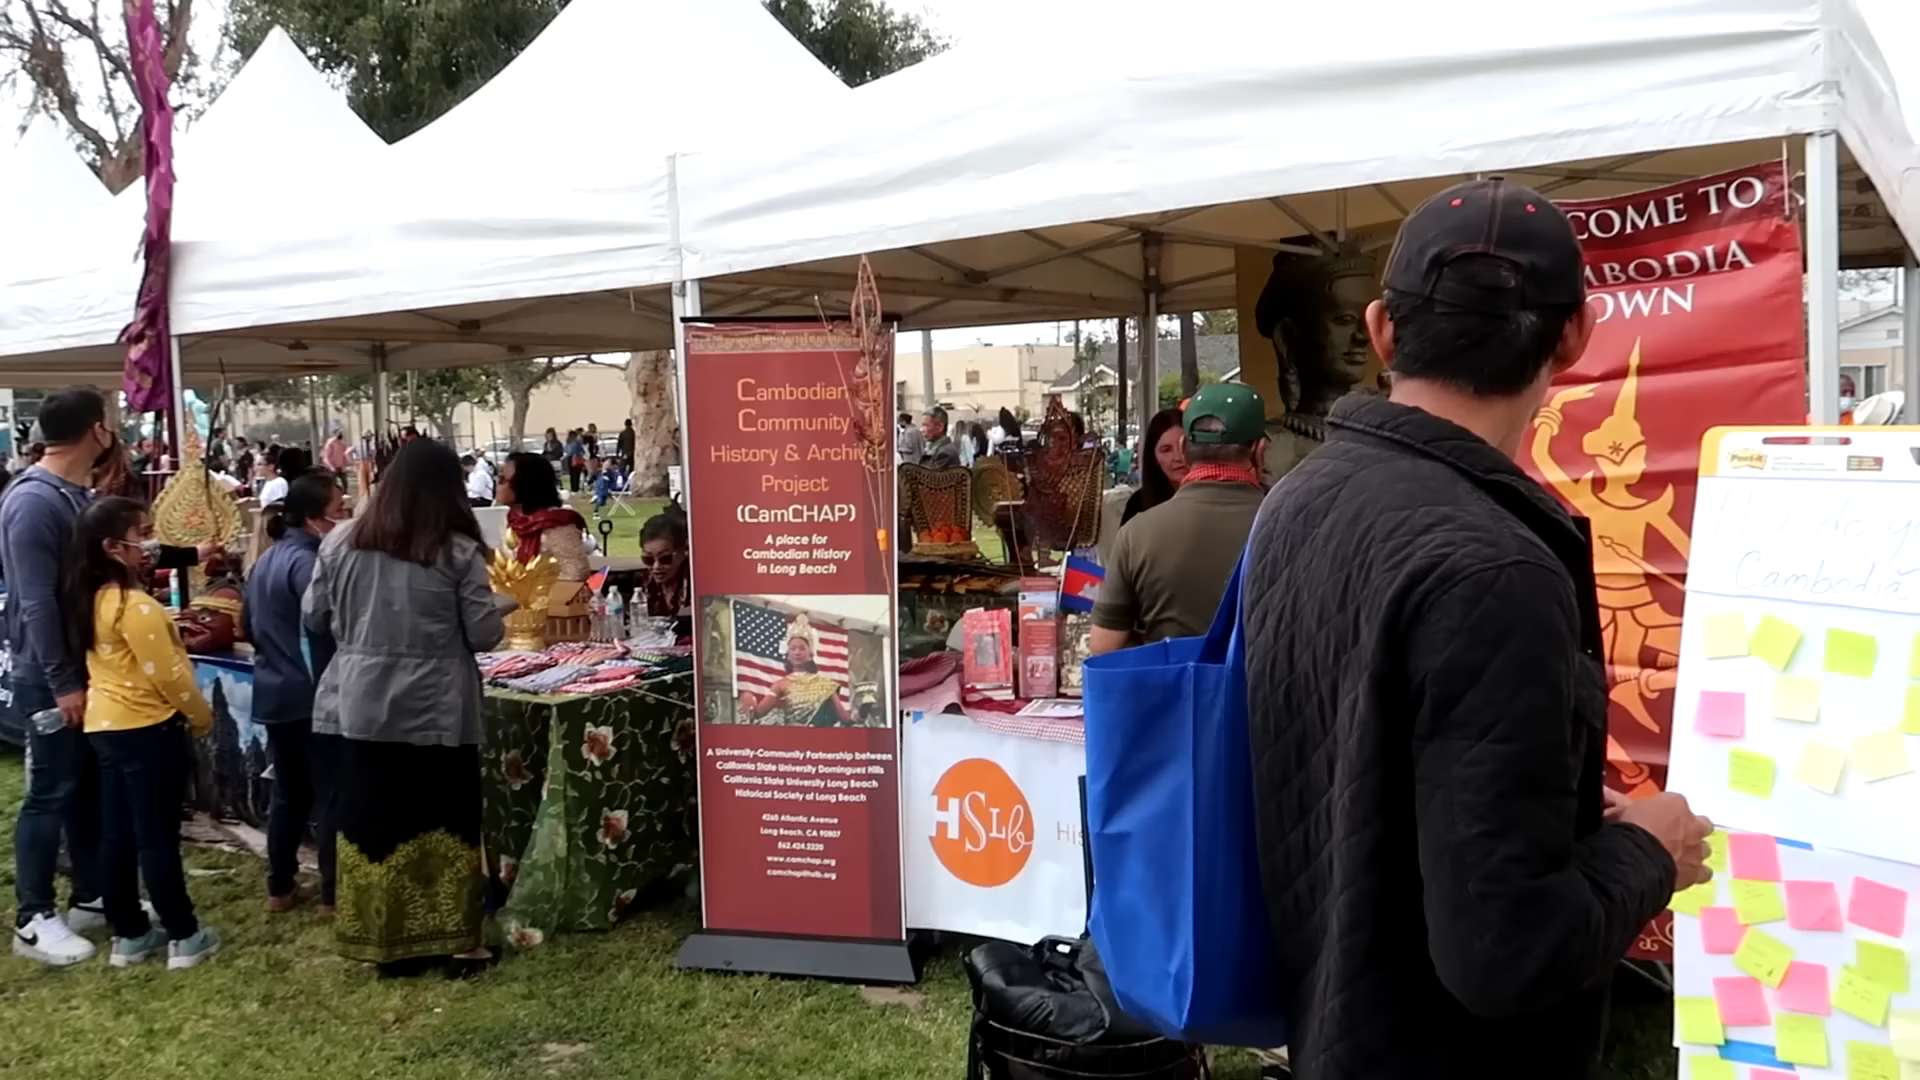 Cambodian
Community
History & Archiv
Project
(CamCHAP)
A place for
Cambodian History
in Long Beach
A University-Community Partnership between
California State University Dominguez Hills
California State University Long Beach
Historical Society of Long Beach
4260 Atlantic Avenue
Long Beach, CA 90807
562.424.2220
www.camchap.org
camchap@hslb.org
HSLb
His
COME TO
MBODIA
OWN
Post-it
Cambodia